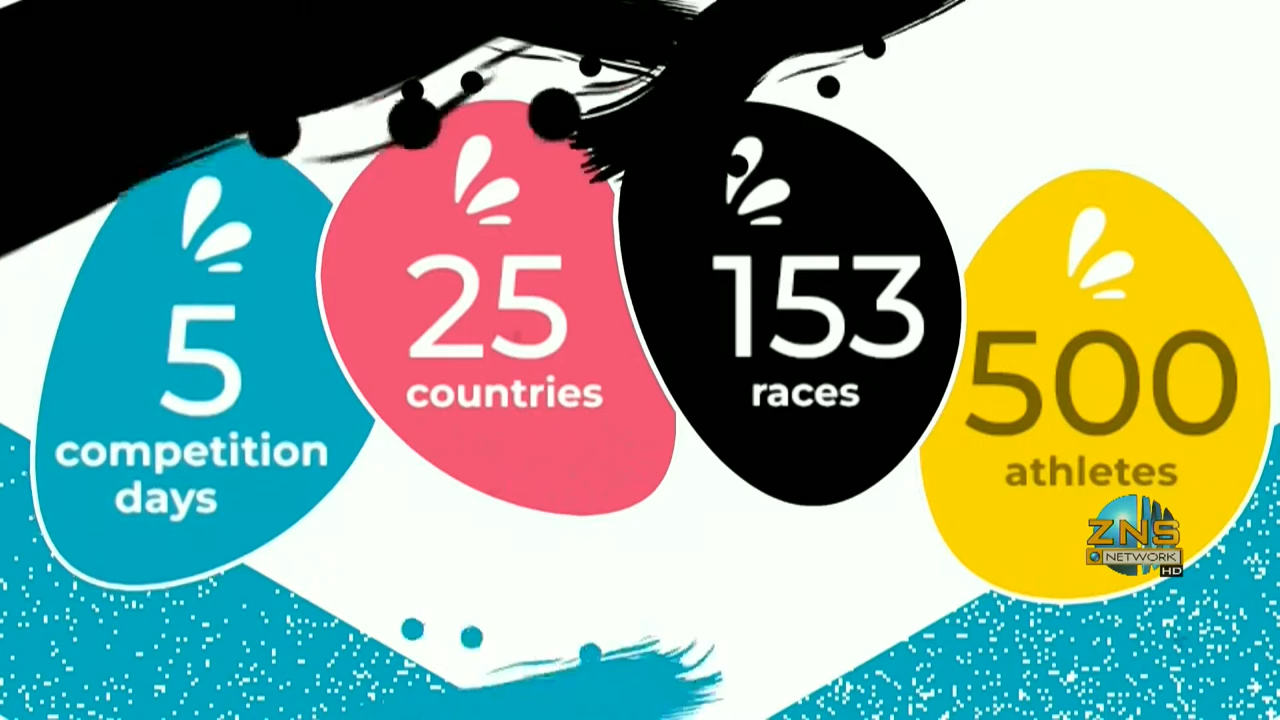 5
competition
days
25
countries
153
races
500
athletes
ZNS
NETWORK
HD